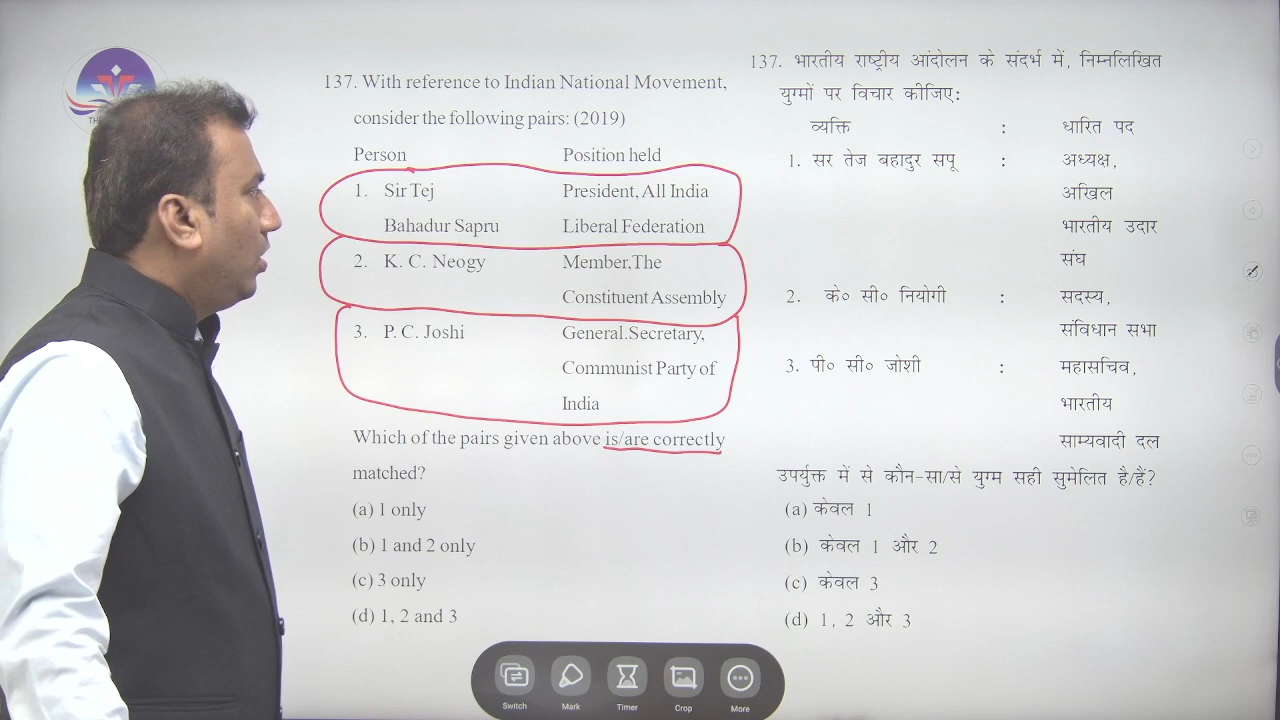 TH
137. With reference to Indian National Movement,
consider the following pairs: (2019)
Person Position held
1. Sir Tej President, All India
Bahadur Sapru Liberal Federation
2. K. C. Neogy Member,The
Constituent Assembly
3. P. C. Joshi General.Secretary,
Communist Party of
India
Which of the pairs given above is/are correctly
matched?
(a) 1 only
(b) 1 and 2 only
(c) 3 only
(d) 1, 2 and 3
137. भारतीय राष्ट्रीय आंदोलन के संदर्भ में, निम्नलिखित
युग्मों पर विचार कीजिए:
व्यक्ति : धारित पद
1. सर तेज बहादुर सपू : अध्यक्ष,
अखिल
भारतीय उदार
संघ
2. के० सी० नियोगी : सदस्य,
संविधान सभा
3. पी० सी० जोशी : महासचिव,
भारतीय
साम्यवादी दल
उपर्युक्त में से कौन-सा/से युग्म सही सुमेलित है/हैं?
(a) केवल 1
(b) केवल 1 और 2
(c) केवल 3
(d) 1, 2 और 3
Switch Mark Timer Crop More